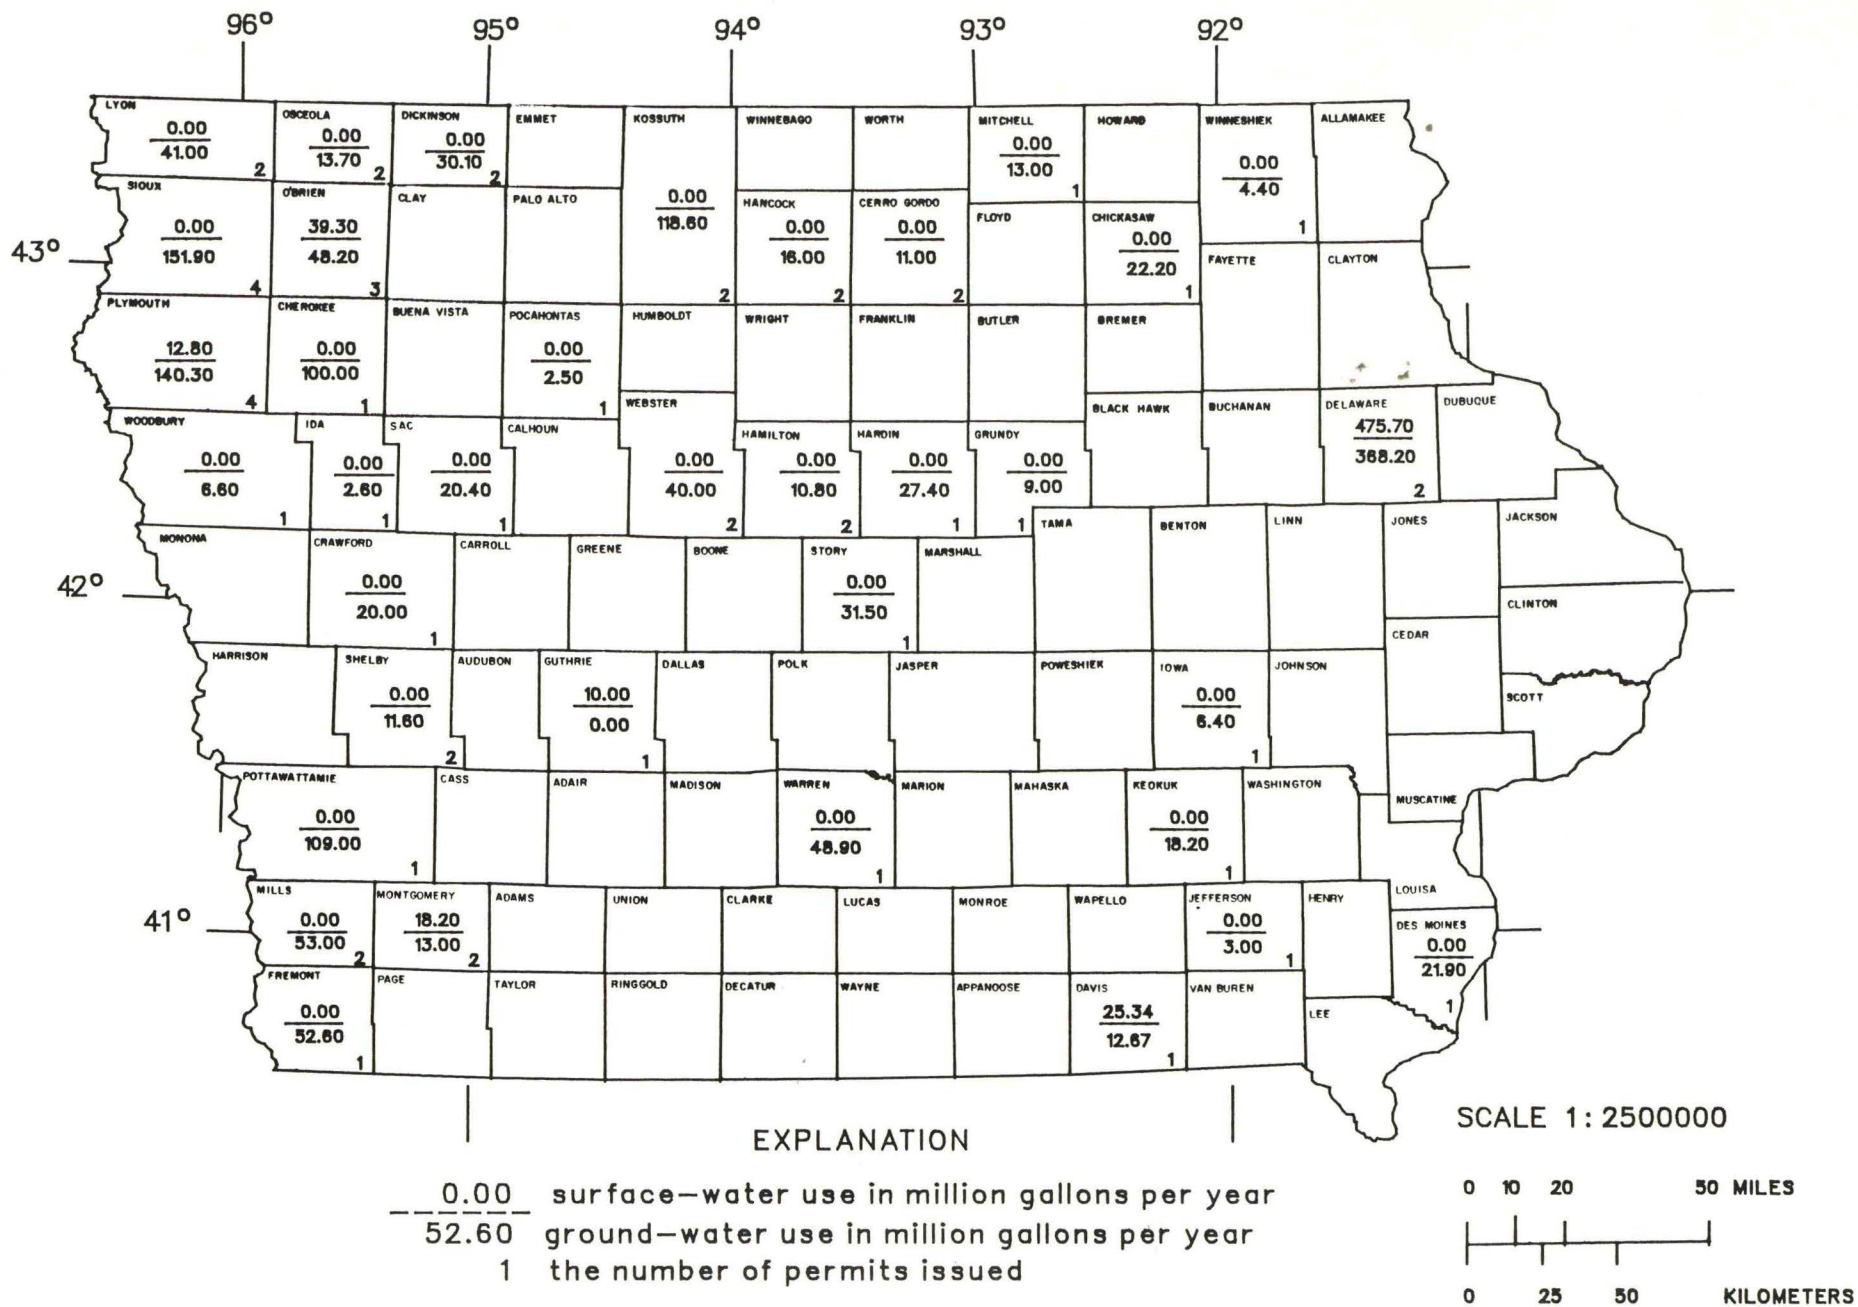 96° 95° 94° 93° 92°
LYON
0.00
41.00
2
OSCEOLA
0.00
13.70
2
DICKINSON
0.00
30.10
2
EMMET
KOSSUTH
0.00
118.60
2
WINNEBAGO
WORTH
MITCHELL
0.00
13.00
1
HOWARD
WINNESHIEK
0.00
4.40
1
ALLAMAKEE
43°
SIOUX
0.00
151.90
4
O'BRIEN
39.30
48.20
3
CLAY
PALO ALTO
HANCOCK
0.00
16.00
2
CERRO GORDO
0.00
11.00
2
FLOYD
CHICKASAW
0.00
22.20
1
FAYETTE
CLAYTON
PLYMOUTH
12.80
140.30
4
CHEROKEE
0.00
100.00
1
BUENA VISTA
POCAHONTAS
0.00
2.50
1
HUMBOLDT
WRIGHT
FRANKLIN
BUTLER
BREMER
WOODBURY
0.00
6.60
1
IDA
0.00
2.60
1
SAC
0.00
20.40
1
CALHOUN
WEBSTER
0.00
40.00
2
HAMILTON
0.00
10.80
2
HARDIN
0.00
27.40
1
GRUNDY
0.00
9.00
1
BLACK HAWK
BUCHANAN
DELAWARE
475.70
368.20
2
DUBUQUE
42°
MONONA
CRAWFORD
0.00
20.00
1
CARROLL
GREENE
BOONE
STORY
0.00
31.50
1
MARSHALL
TAMA
BENTON
LINN
JONES
JACKSON
CLINTON
CEDAR
HARRISON
SHELBY
0.00
11.60
2
AUDUBON
GUTHRIE
10.00
0.00
1
DALLAS
POLK
JASPER
POWESHIEK
IOWA
0.00
6.40
1
JOHNSON
SCOTT
POTTAWATTAMIE
0.00
109.00
1
CASS
ADAIR
MADISON
WARREN
0.00
48.90
1
MARION
MAHASKA
KEOKUK
0.00
18.20
1
WASHINGTON
MUSCATINE
41°
MILLS
0.00
53.00
2
MONTGOMERY
18.20
13.00
2
ADAMS
UNION
CLARKE
LUCAS
MONROE
WAPELLO
JEFFERSON
0.00
3.00
1
HENRY
LOUISA
DES MOINES
0.00
21.90
1
FREMONT
0.00
52.60
1
PAGE
TAYLOR
RINGGOLD
DECATUR
WAYNE
APPANOOSE
DAVIS
25.34
12.67
1
VAN BUREN
LEE
EXPLANATION
0.00 surface-water use in million gallons per year
52.60 ground-water use in million gallons per year
1 the number of permits issued
SCALE 1:2500000
0 10 20 50 MILES
0 25 50 KILOMETERS